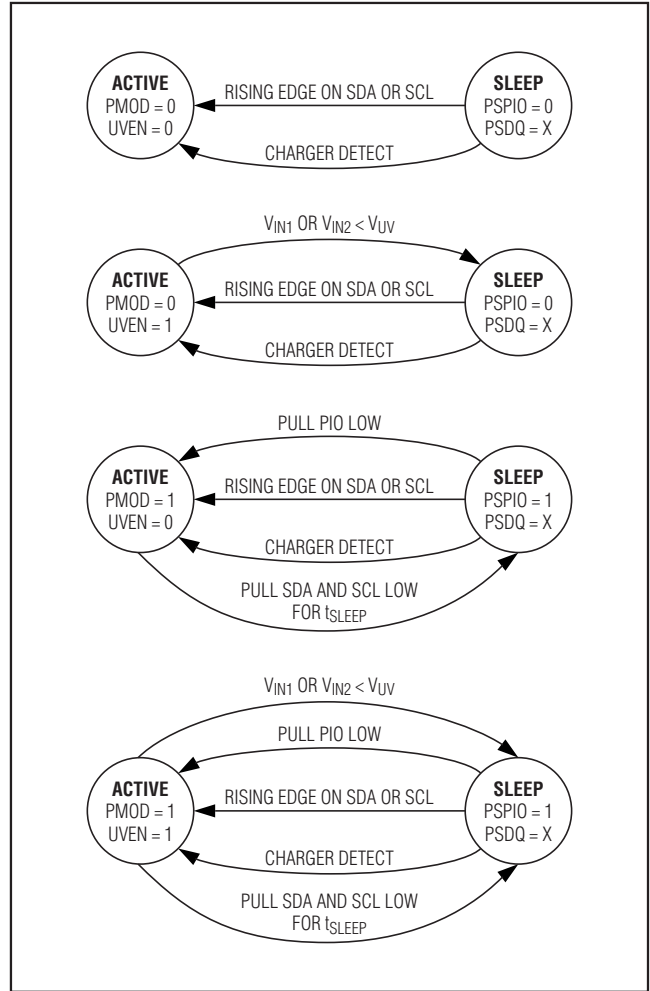 ACTIVE
PMOD = 0
UVEN = 0
RISING EDGE ON SDA OR SCL
CHARGER DETECT
SLEEP
PSPIO = 0
PSDQ = X
VIN1 OR VIN2 < VUV
ACTIVE
PMOD = 0
UVEN = 1
RISING EDGE ON SDA OR SCL
CHARGER DETECT
SLEEP
PSPIO = 0
PSDQ = X
PULL PIO LOW
ACTIVE
PMOD = 1
UVEN = 0
RISING EDGE ON SDA OR SCL
CHARGER DETECT
SLEEP
PSPIO = 1
PSDQ = X
PULL SDA AND SCL LOW
FOR tSLEEP
VIN1 OR VIN2 < VUV
PULL PIO LOW
ACTIVE
PMOD = 1
UVEN = 1
RISING EDGE ON SDA OR SCL
CHARGER DETECT
SLEEP
PSPIO = 1
PSDQ = X
PULL SDA AND SCL LOW
FOR tSLEEP